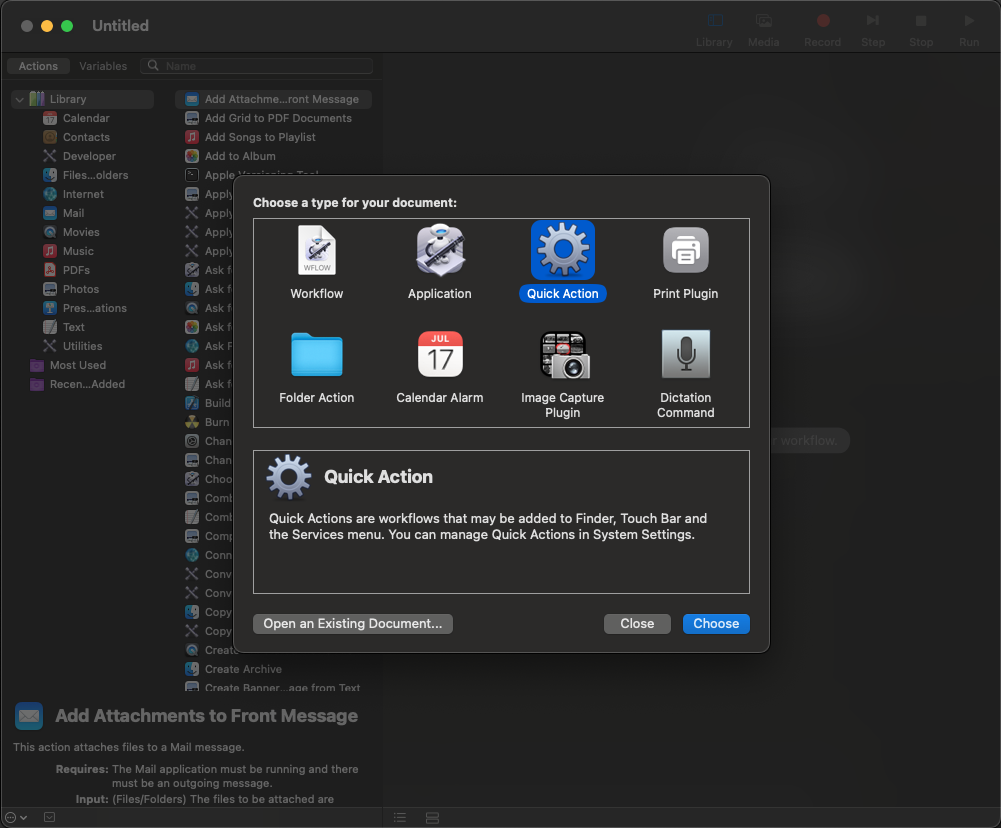 Untitled
Library
Media
Record
Step
Stop
Run
Actions
Variables
Name
Library
Calendar
Contacts
Developer
Files...olders
Internet
Mail
Movies
Music
PDFs
Photos
Pres...ations
Text
Utilities
Most Used
Recen...Added
Add Attachme...ront Message
Add Grid to PDF Documents
Add Songs to Playlist
Add to Album
Apple Versioning Tool
Apply
Apply
Apply
Apply
Ask f
Ask f
Ask f
Ask f
Ask F
Ask f
Ask f
Build
Burn
Chan
Chan
Choo
Comb
Comb
Comp
Conn
Conv
Conv
Copy
Copy
Create
Create Archive
Create Banner...age from Text
Choose a type for your document:
WFLOW
Workflow
Application
Quick Action
Print Plugin
JUL
17
Folder Action
Calendar Alarm
Image Capture
Plugin
Dictation
Command
r workflow.
Quick Action
Quick Actions are workflows that may be added to Finder, Touch Bar and
the Services menu. You can manage Quick Actions in System Settings.
Open an Existing Document...
Close
Choose
Add Attachments to Front Message
This action attaches files to a Mail message.
Requires: The Mail application must be running and there
must be an outgoing message.
Input: (Files/Folders) The files to be attached are